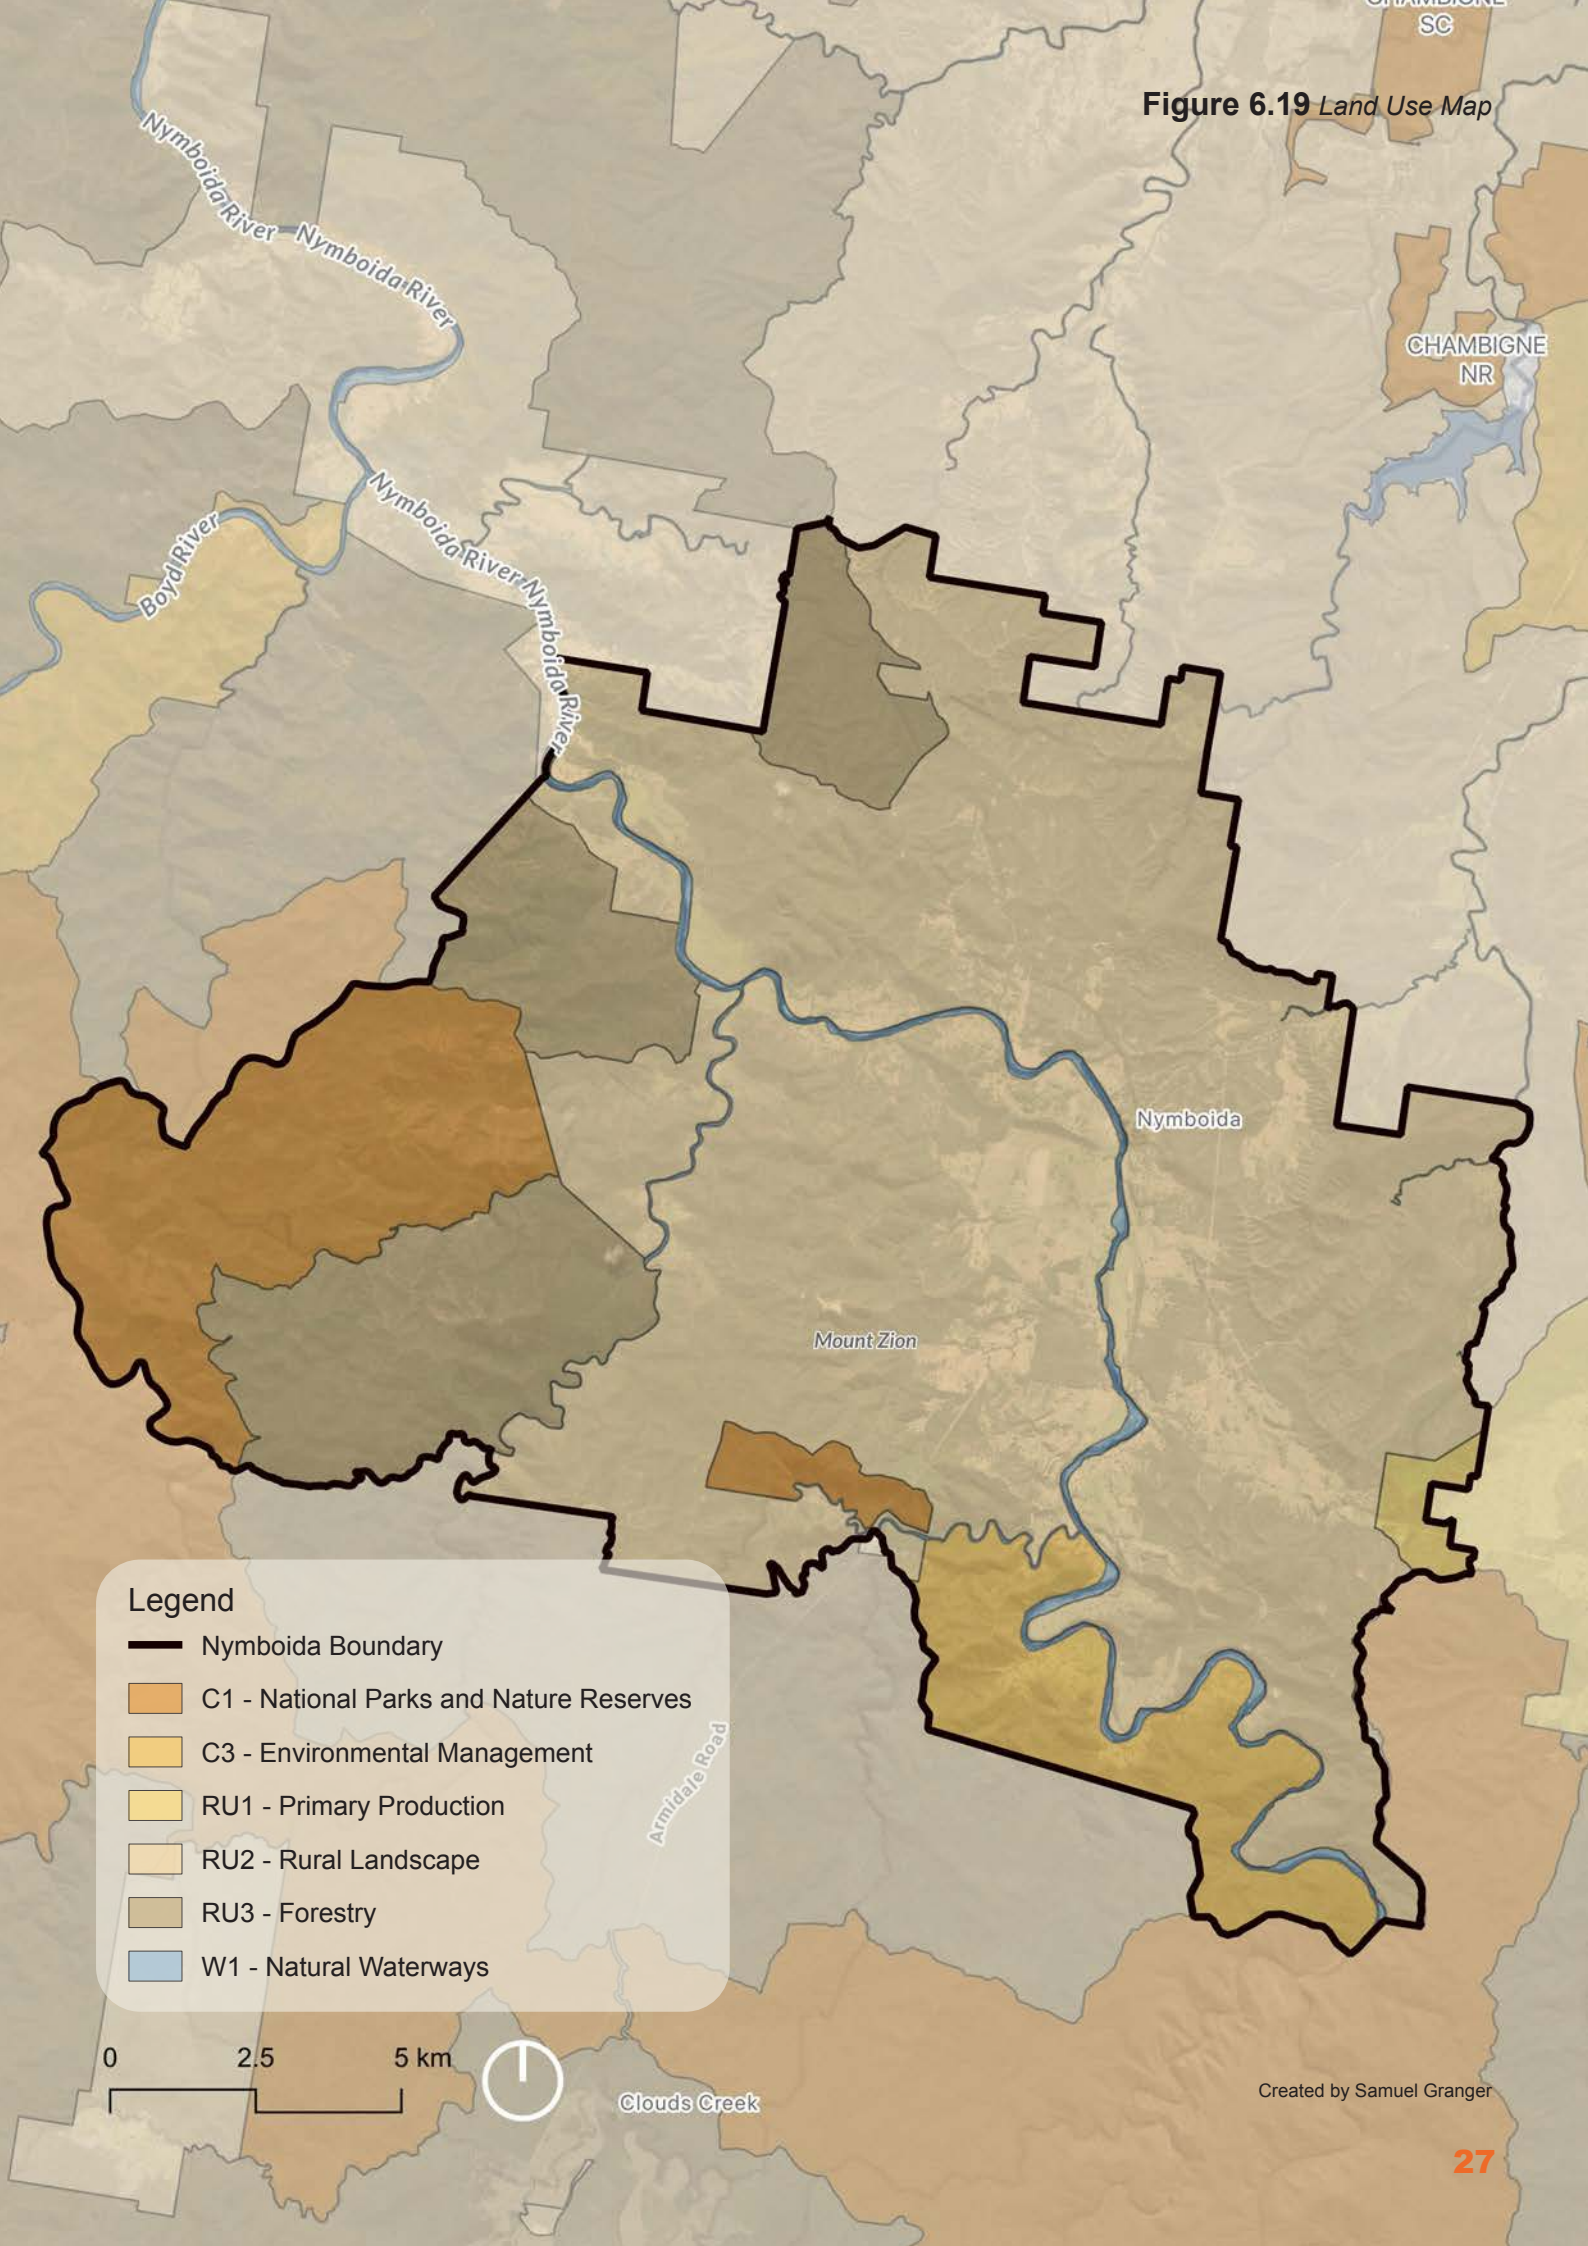 CHAMBIGNE
SC
Figure 6.19 Land Use Map
Nymboida River
Nymboida River
CHAMBIGNE
NR
Nymboida River
Boyd River
Nymboida River
Nymboida
Mount Zion
Legend
Nymboida Boundary
C1 - National Parks and Nature Reserves
C3 - Environmental Management
RU1 - Primary Production
RU2 - Rural Landscape
RU3 - Forestry
W1 - Natural Waterways
Armidale Road
0 2.5 5 km
Clouds Creek
Created by Samuel Granger
27